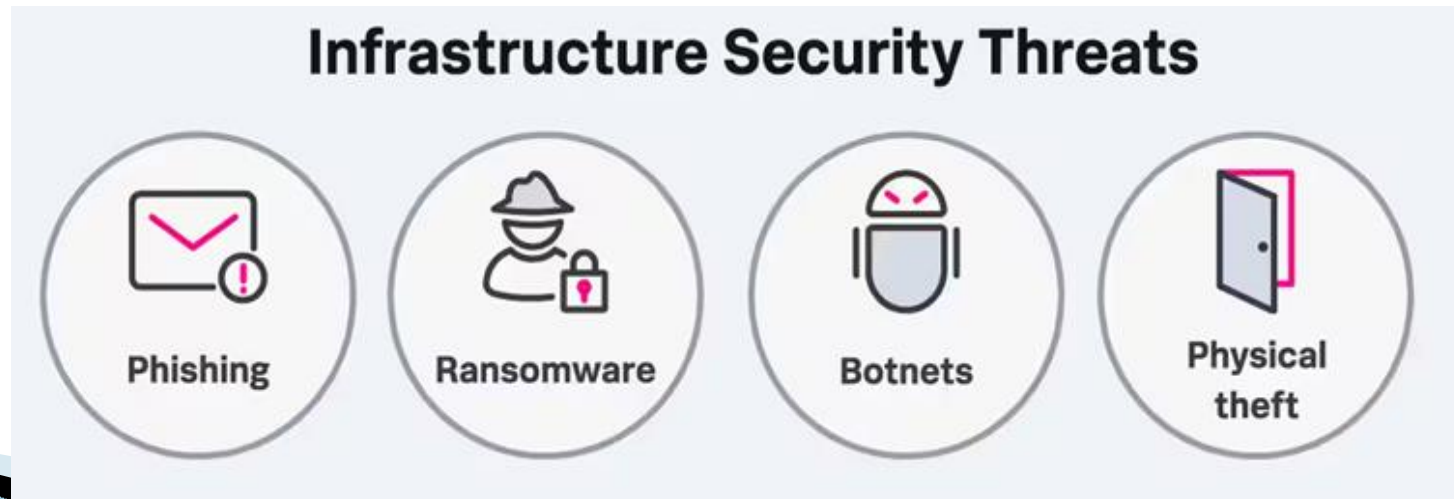 Infrastructure Security Threats
Phishing
Ransomware
Botnets
Physical
theft